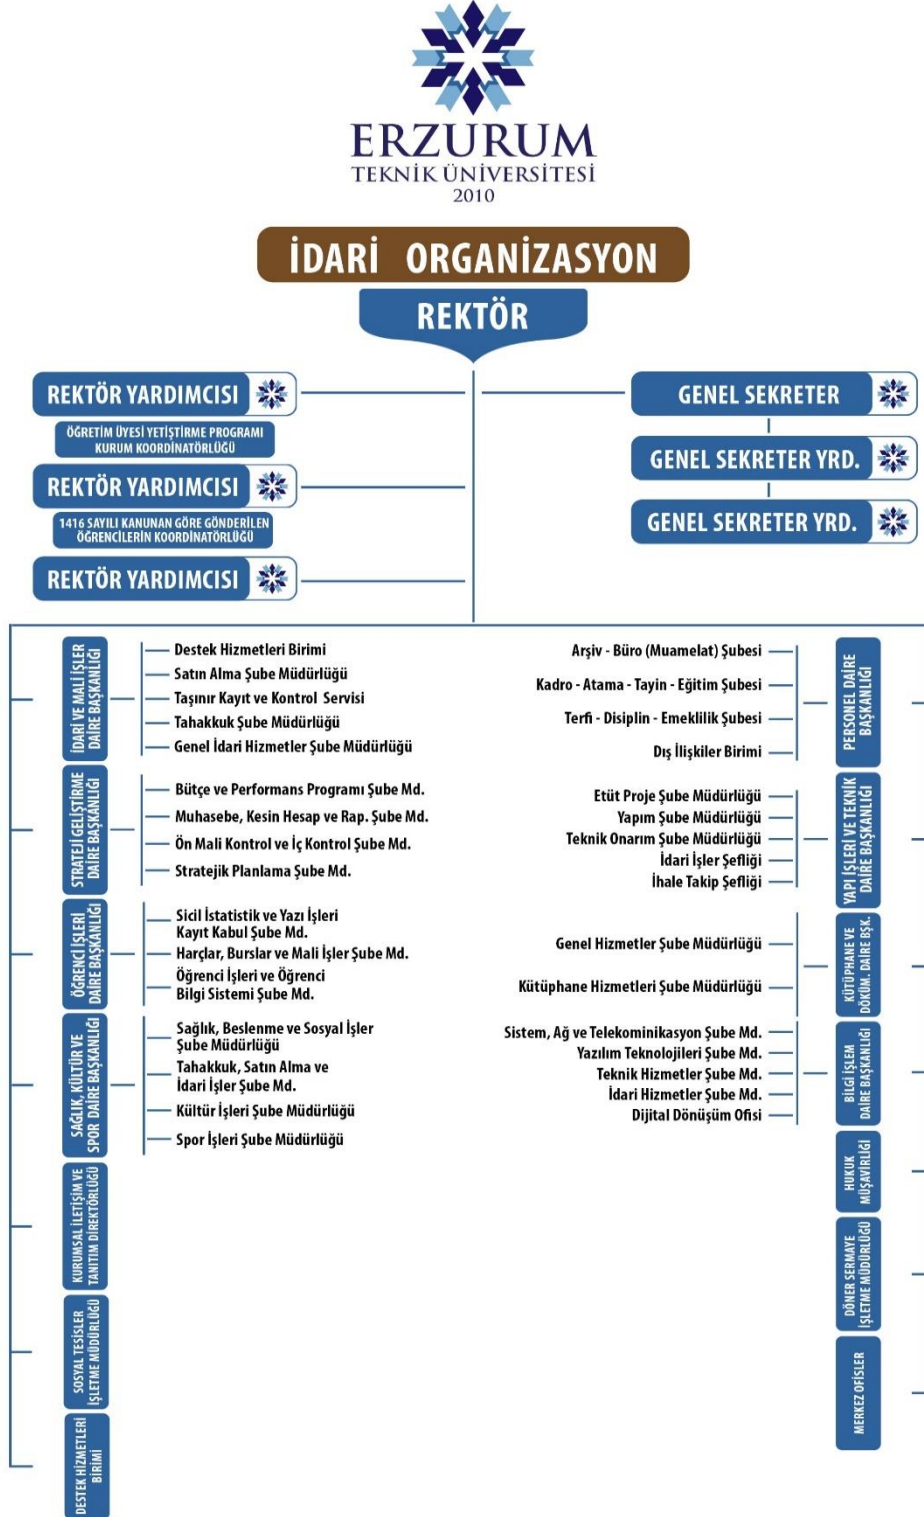 ERZURUM
TEKNİK ÜNİVERSİTESİ
2010
İDARİ ORGANİZASYON
REKTÖR
REKTÖR YARDIMCISI
ÖĞRETİM ÜYESİ YETİŞTİRME PROGRAMI
KURUM KOORDİNATÖRLÜĞÜ
REKTÖR YARDIMCISI
1416 SAYILI KANUNAN GÖRE GÖNDERİLEN
ÖĞRENCİLERİN KOORDİNATÖRLÜĞÜ
REKTÖR YARDIMCISI
GENEL SEKRETER
GENEL SEKRETER YRD.
GENEL SEKRETER YRD.
İDARİ VE MALİ İŞLER
DAİRE BAŞKANLIĞI
Destek Hizmetleri Birimi
Satın Alma Şube Müdürlüğü
Taşınır Kayıt ve Kontrol Servisi
Tahakkuk Şube Müdürlüğü
Genel İdari Hizmetler Şube Müdürlüğü
STRATEJİ GELİŞTİRME
DAİRE BAŞKANLIĞI
Bütçe ve Performans Programı Şube Md.
Muhasebe, Kesin Hesap ve Rap. Şube Md.
Ön Mali Kontrol ve İç Kontrol Şube Md.
Stratejik Planlama Şube Md.
ÖĞRENCİ İŞLERİ
DAİRE BAŞKANLIĞI
Sicil İstatistik ve Yazı İşleri
Kayıt Kabul Şube Md.
Harçlar, Burslar ve Mali İşler Şube Md.
Öğrenci İşleri ve Öğrenci
Bilgi Sistemi Şube Md.
SAĞLIK, KÜLTÜR VE
SPOR DAİRE BAŞKANLIĞI
Sağlık, Beslenme ve Sosyal İşler
Şube Müdürlüğü
Tahakkuk, Satın Alma ve
İdari İşler Şube Md.
Kültür İşleri Şube Müdürlüğü
Spor İşleri Şube Müdürlüğü
KURUMSAL İLETİŞİM VE
TANITIM DİREKTÖRLÜĞÜ
SOSYAL TESİSLER
İŞLETME MÜDÜRLÜĞÜ
DESTEK HİZMETLERİ
BİRİMİ
PERSONEL DAİRE
BAŞKANLIĞI
Arşiv - Büro (Muamelat) Şubesi
Kadro - Atama - Tayin - Eğitim Şubesi
Terfi - Disiplin - Emeklilik Şubesi
Dış İlişkiler Birimi
YAPI İŞLERİ VE TEKNİK
DAİRE BAŞKANLIĞI
Etüt Proje Şube Müdürlüğü
Yapım Şube Müdürlüğü
Teknik Onarım Şube Müdürlüğü
İdari İşler Şefliği
İhale Takip Şefliği
KÜTÜPHANE VE
DÖKÜM. DAİRE BŞK.
Genel Hizmetler Şube Müdürlüğü
Kütüphane Hizmetleri Şube Müdürlüğü
BİLGİ İŞLEM
DAİRE BAŞKANLIĞI
Sistem, Ağ ve Telekominikasyon Şube Md.
Yazılım Teknolojileri Şube Md.
Teknik Hizmetler Şube Md.
İdari Hizmetler Şube Md.
Dijital Dönüşüm Ofisi
HUKUK
MÜŞAVİRLİĞİ
DÖNER SERMAYE
İŞLETME MÜDÜRLÜĞÜ
MERKEZ OFİSLER